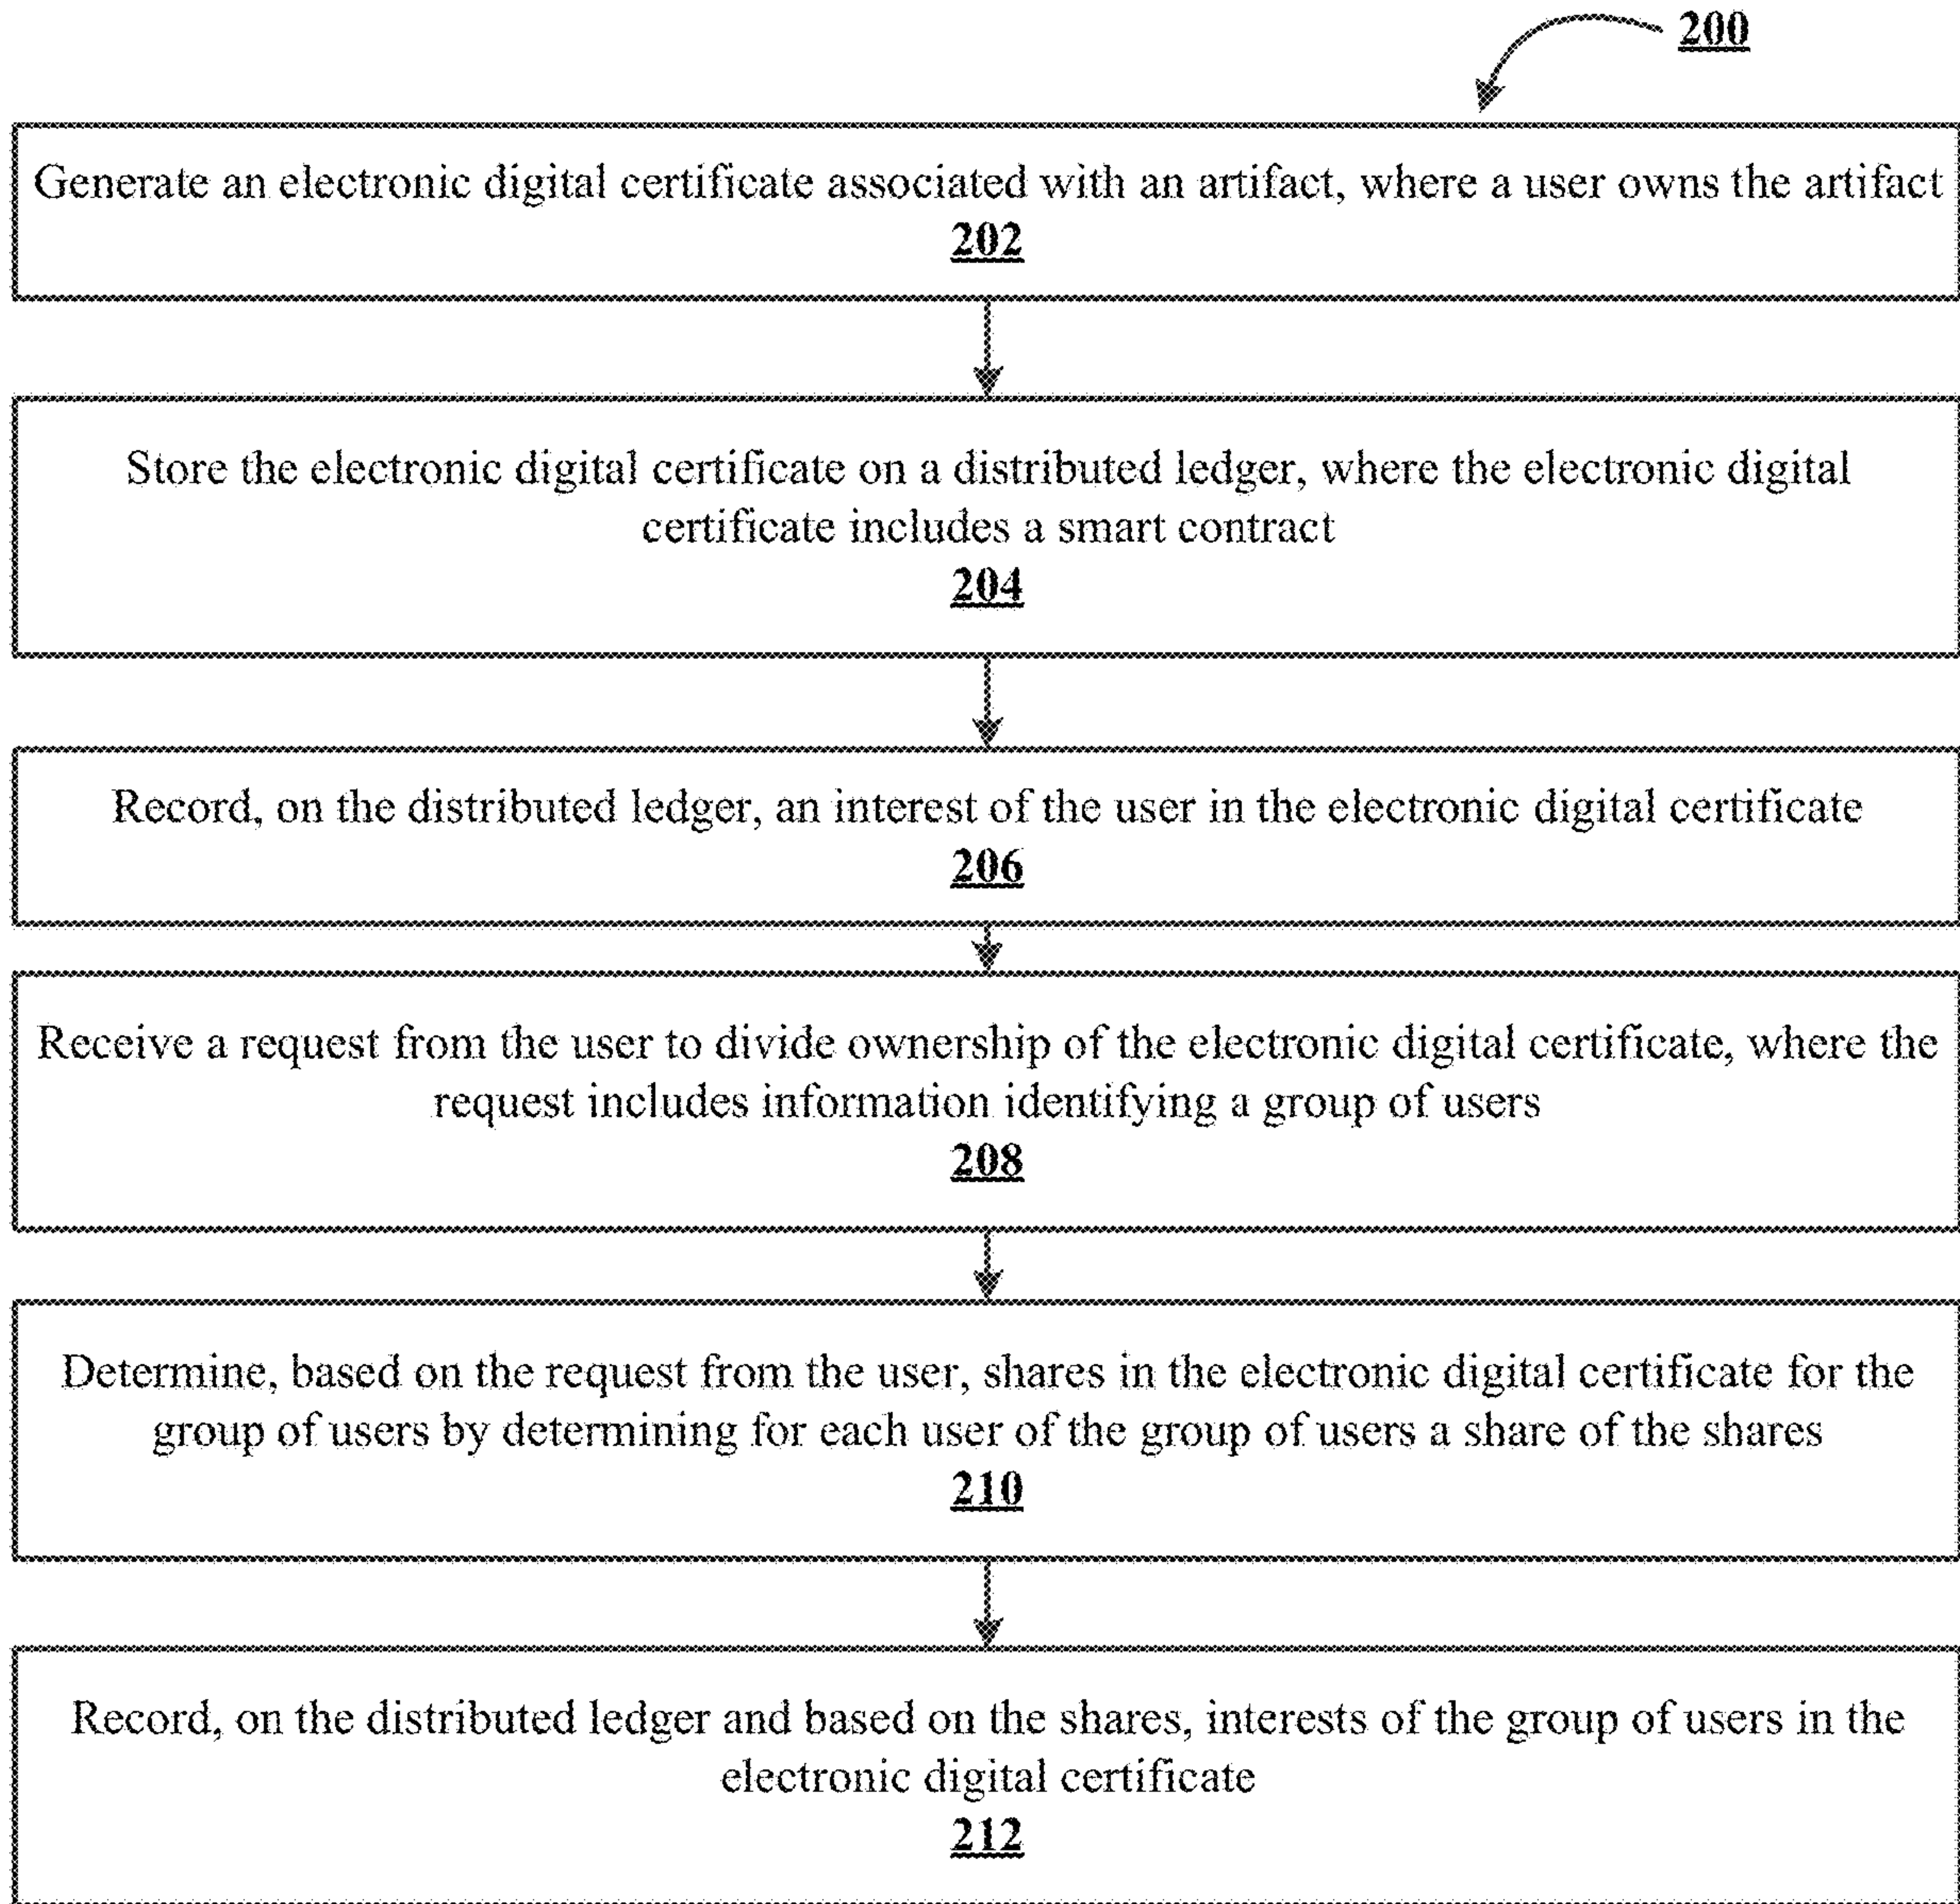 200
Generate an electronic digital certificate associated with an artifact, where a user owns the artifact
202
Store the electronic digital certificate on a distributed ledger, where the electronic digital
certificate includes a smart contract
204
Record, on the distributed ledger, an interest of the user in the electronic digital certificate
206
Receive a request from the user to divide ownership of the electronic digital certificate, where the
request includes information identifying a group of users
208
Determine, based on the request from the user, shares in the electronic digital certificate for the
group of users by determining for each user of the group of users a share of the shares
210
Record, on the distributed ledger and based on the shares, interests of the group of users in the
electronic digital certificate
212